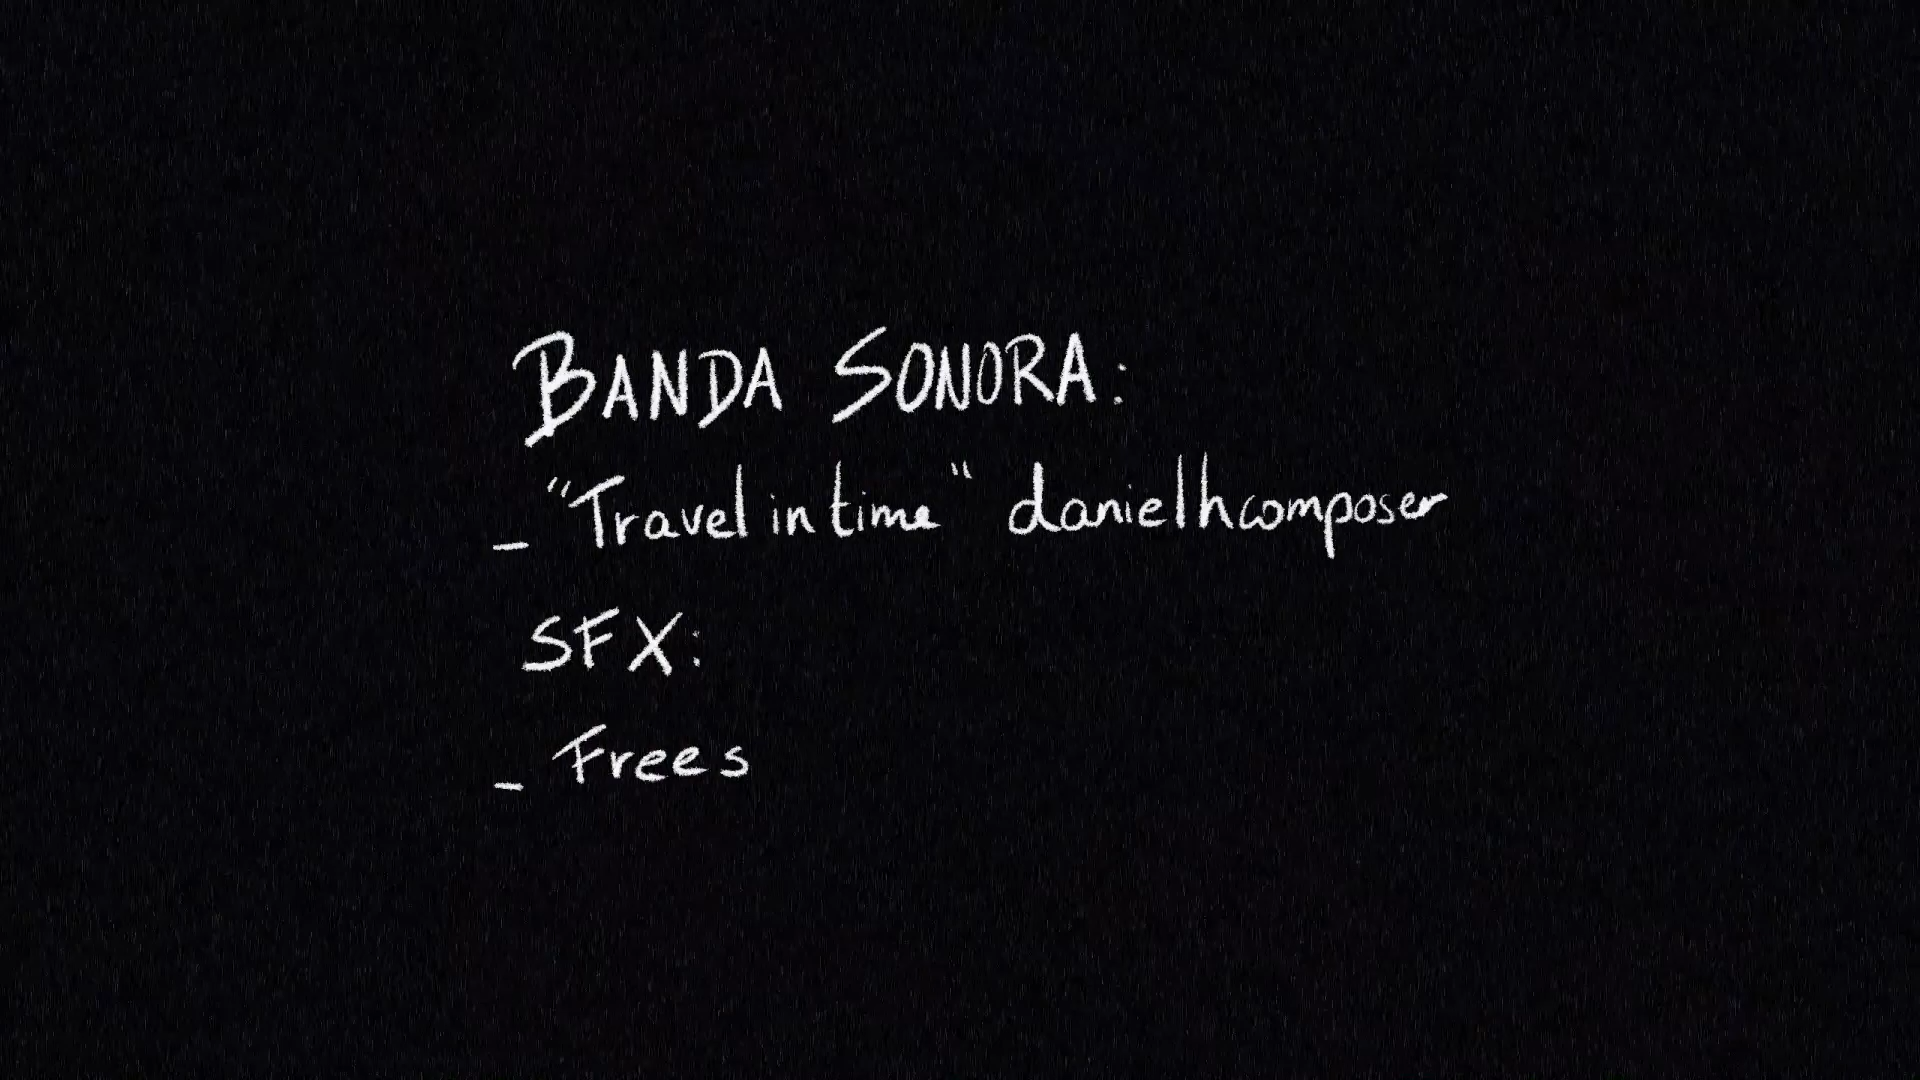 BANDA SONORA:
- "Travel in time" danielhcomposer
SFX:
- Frees